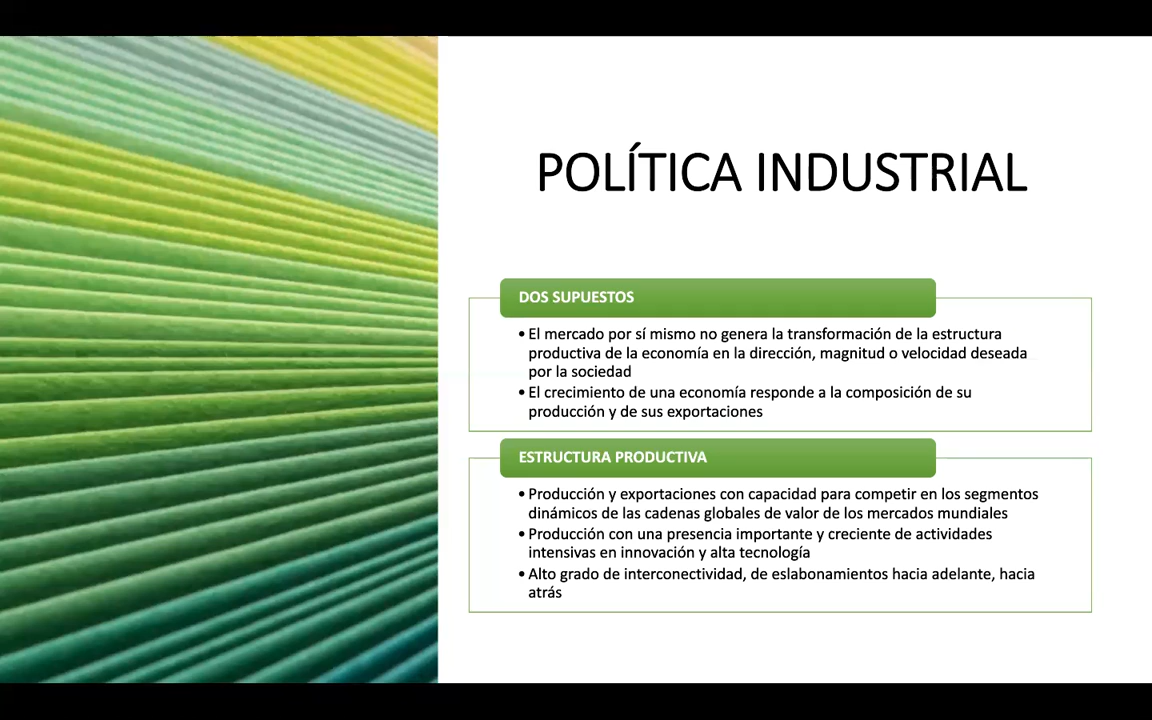 POLÍTICA INDUSTRIAL
DOS SUPUESTOS
• El mercado por sí mismo no genera la transformación de la estructura
productiva de la economía en la dirección, magnitud o velocidad deseada
por la sociedad
• El crecimiento de una economía responde a la composición de su
producción y de sus exportaciones
ESTRUCTURA PRODUCTIVA
• Producción y exportaciones con capacidad para competir en los segmentos
dinámicos de las cadenas globales de valor de los mercados mundiales
• Producción con una presencia importante y creciente de actividades
intensivas en innovación y alta tecnología
• Alto grado de interconectividad, de eslabonamientos hacia adelante, hacia
atrás